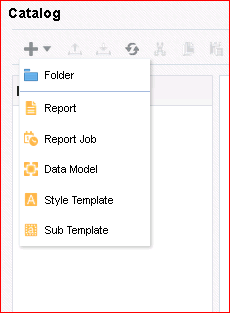 Catalog
Folder
Report
Report Job
Data Model
Style Template
Sub Template